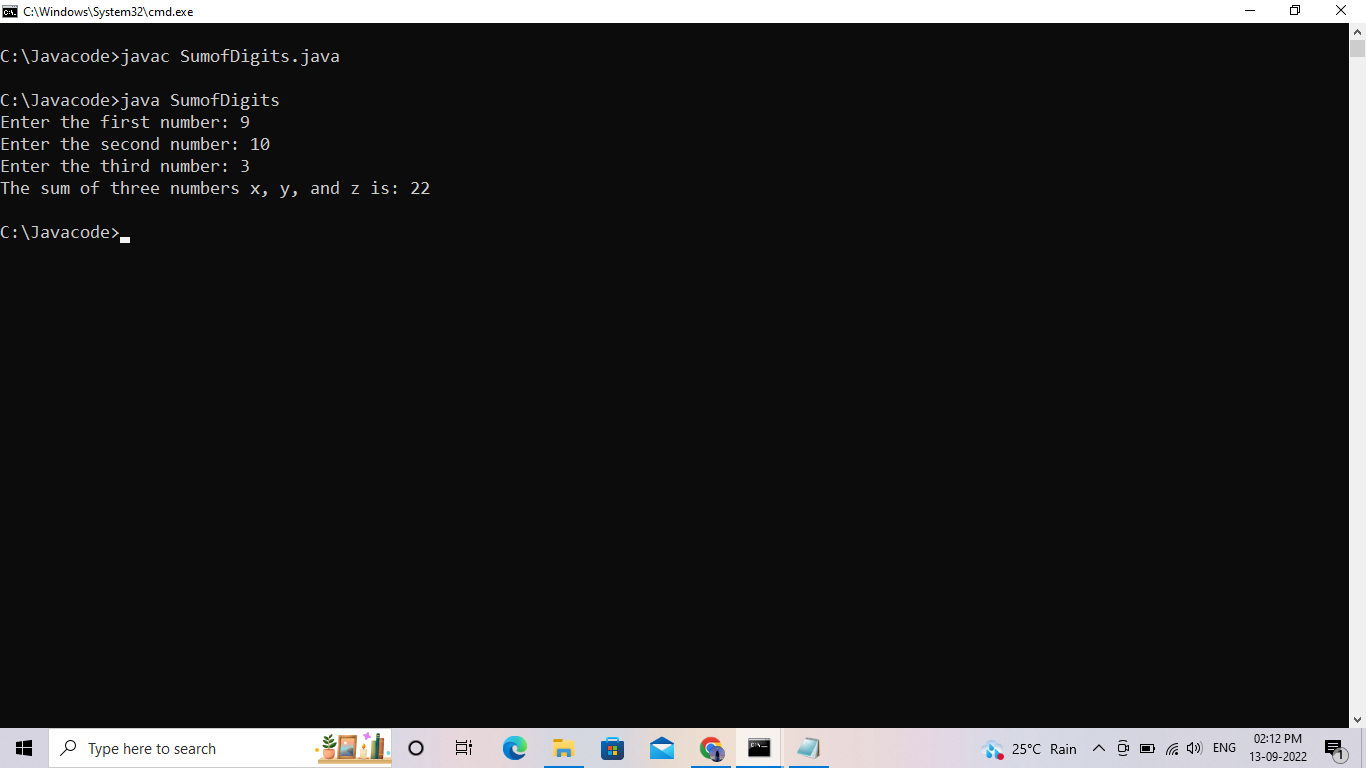 C:\Windows\System32\cmd.exe
C:\Javacode>javac SumofDigits.java
C:\Javacode>java SumofDigits
Enter the first number: 9
Enter the second number: 10
Enter the third number: 3
The sum of three numbers x, y, and z is: 22
C:\Javacode>
Type here to search
25°C Rain
ENG
02:12 PM
13-09-2022
1